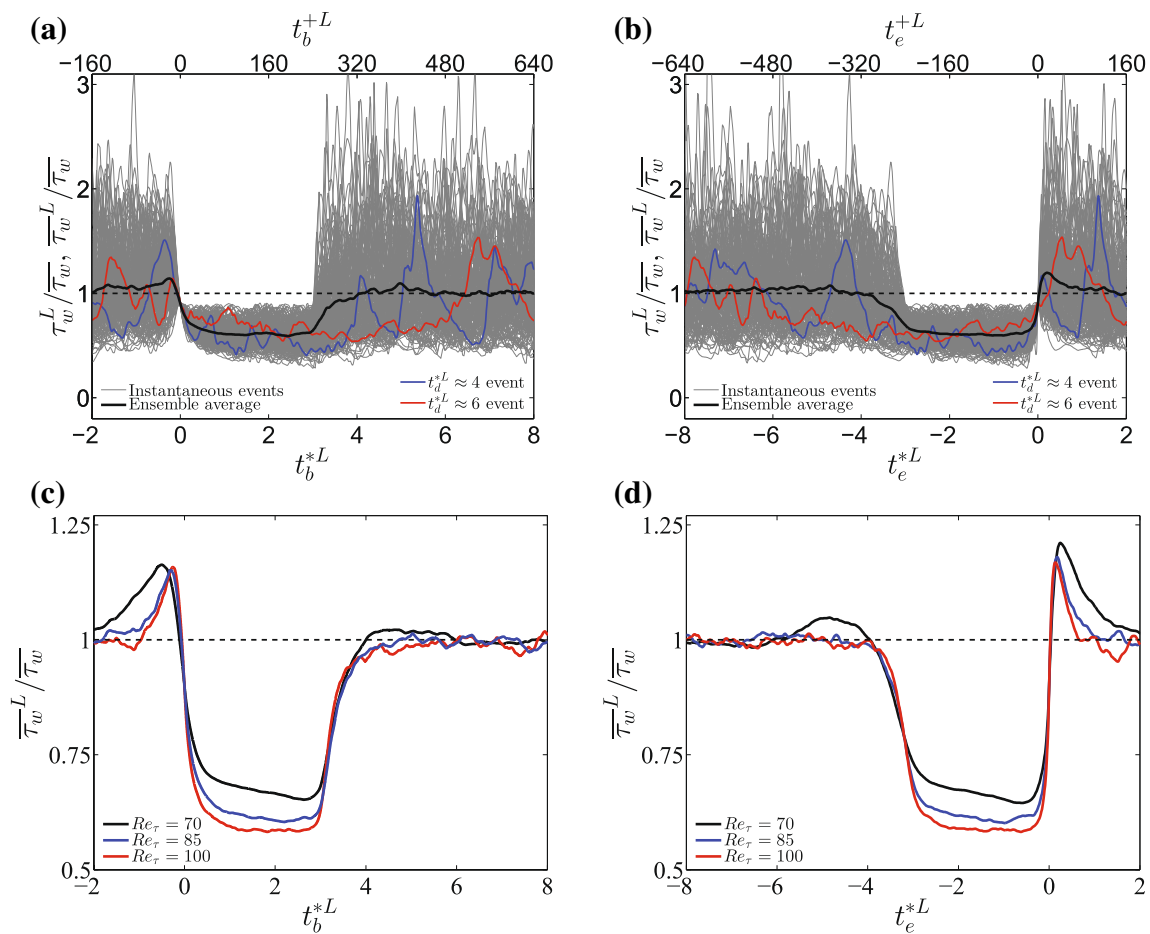 (a)
t_b^{+L}
−160 0 160 320 480 640
3
2
1
0
τ_w^L/\overline{τ_w}, \overline{τ_w}^L/\overline{τ_w}
Instantaneous events
Ensemble average
t_d^{*L} ≈ 4 event
t_d^{*L} ≈ 6 event
−2 0 2 4 6 8
t_b^{*L}
(b)
t_e^{+L}
−640 −480 −320 −160 0 160
3
2
1
0
τ_w^L/\overline{τ_w}, \overline{τ_w}^L/\overline{τ_w}
Instantaneous events
Ensemble average
t_d^{*L} ≈ 4 event
t_d^{*L} ≈ 6 event
−8 −6 −4 −2 0 2
t_e^{*L}
(c)
1.25
1
0.75
0.5
\overline{τ_w}^L/\overline{τ_w}
Re_τ = 70
Re_τ = 85
Re_τ = 100
−2 0 2 4 6 8
t_b^{*L}
(d)
1.25
1
0.75
0.5
\overline{τ_w}^L/\overline{τ_w}
Re_τ = 70
Re_τ = 85
Re_τ = 100
−8 −6 −4 −2 0 2
t_e^{*L}